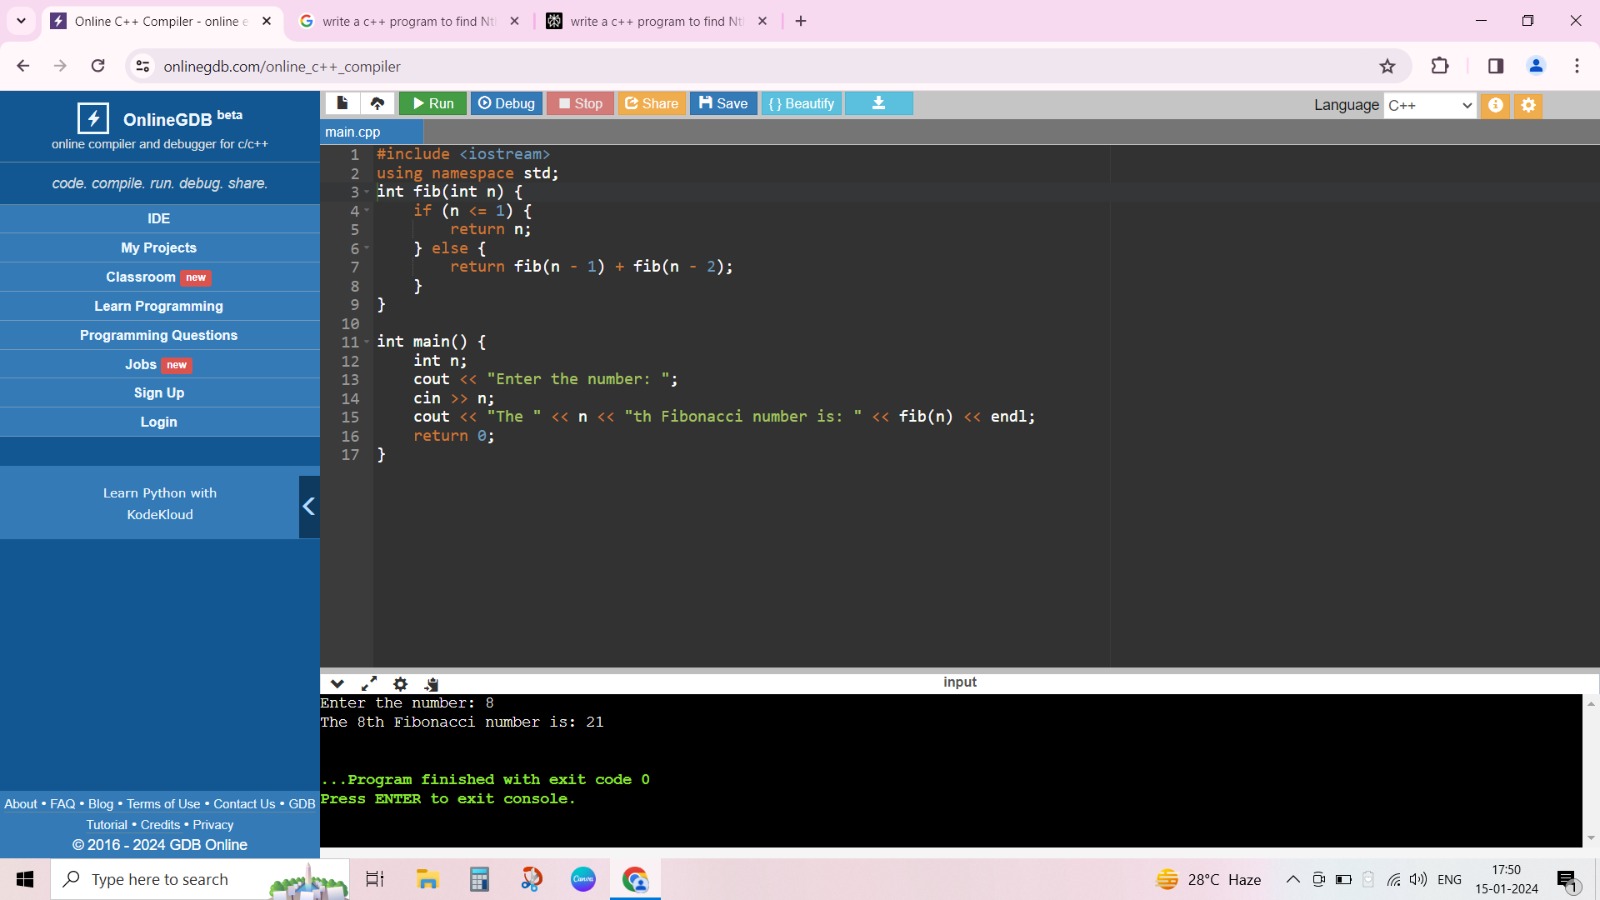 Online C++ Compiler - online e
write a c++ program to find Nt
write a c++ program to find Nt
onlinegdb.com/online_c++_compiler
OnlineGDB beta
online compiler and debugger for c/c++
code. compile. run. debug. share.
IDE
My Projects
Classroom new
Learn Programming
Programming Questions
Jobs new
Sign Up
Login
Learn Python with
KodeKloud
About • FAQ • Blog • Terms of Use • Contact Us • GDB
Tutorial • Credits • Privacy
© 2016 - 2024 GDB Online
Run Debug Stop Share Save { } Beautify
Language C++
main.cpp
1 #include <iostream>
2 using namespace std;
3 int fib(int n) {
4     if (n <= 1) {
5         return n;
6     } else {
7         return fib(n - 1) + fib(n - 2);
8     }
9 }
10
11 int main() {
12     int n;
13     cout << "Enter the number: ";
14     cin >> n;
15     cout << "The " << n << "th Fibonacci number is: " << fib(n) << endl;
16     return 0;
17 }
input
Enter the number: 8
The 8th Fibonacci number is: 21
...Program finished with exit code 0
Press ENTER to exit console.
Type here to search
Canva
28°C Haze
ENG
17:50
15-01-2024
1